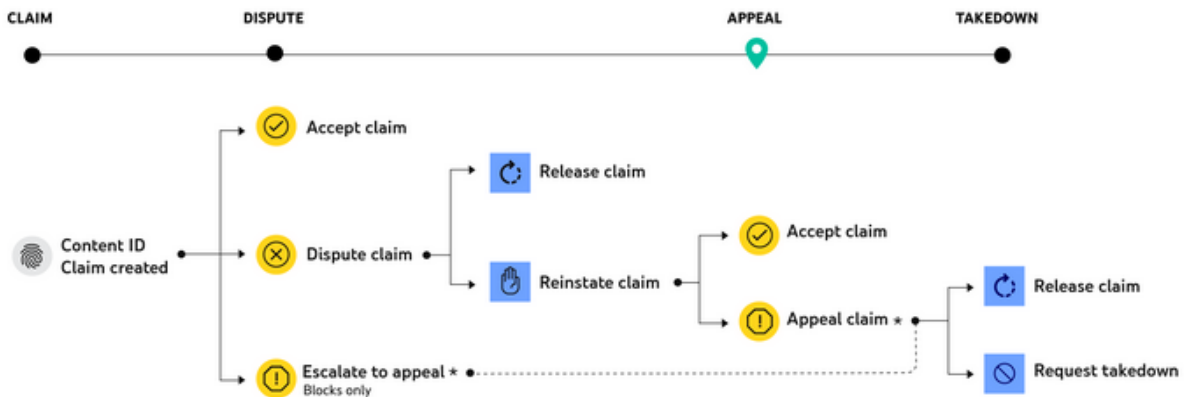 CLAIM
DISPUTE
APPEAL
TAKEDOWN
Accept claim
Release claim
Content ID
Claim created
Dispute claim
Reinstate claim
Accept claim
Appeal claim *
Release claim
Request takedown
Escalate to appeal *
Blocks only